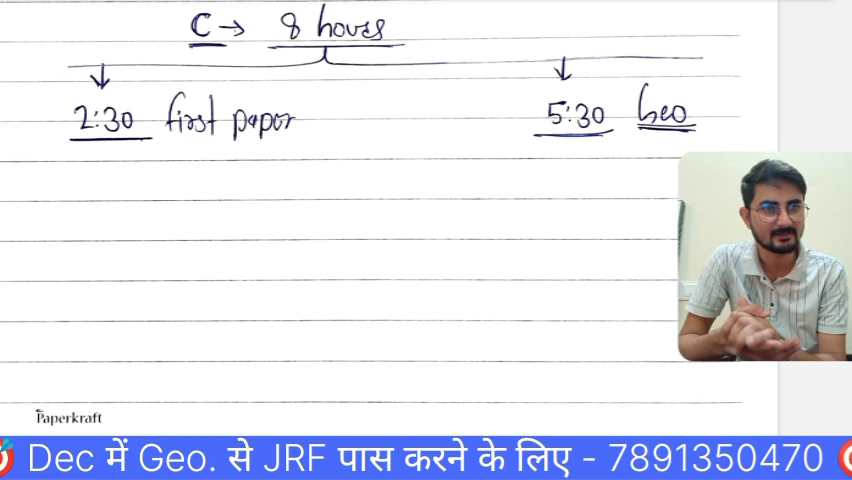 C → 8 hours
2:30 first paper 5:30 Geo
Paperkraft
Dec में Geo. से JRF पास करने के लिए - 7891350470